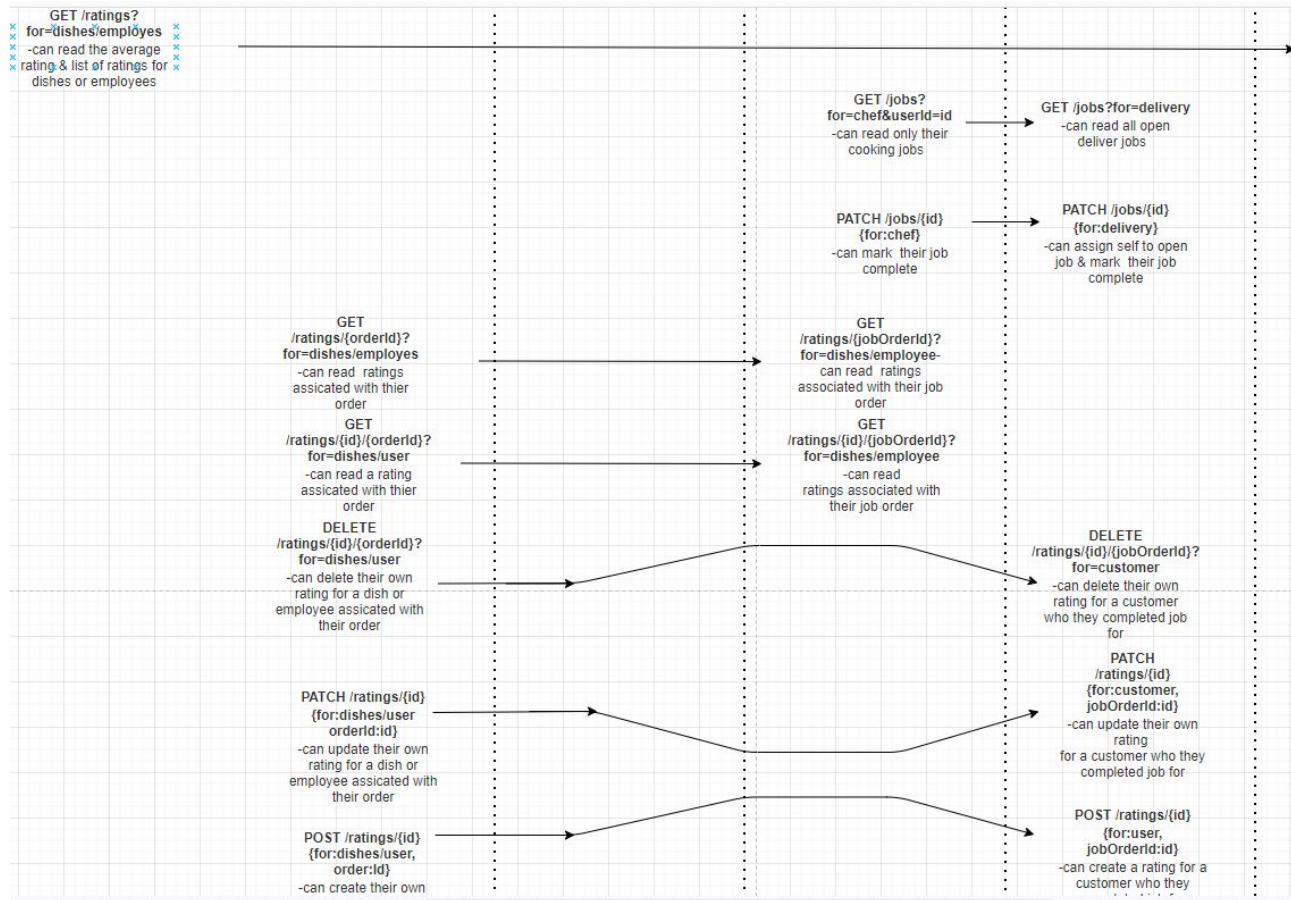 GET /ratings?
for=dishes/employes
-can read the average
rating & list of ratings for
dishes or employees
GET /jobs?
for=chef&userId=id
-can read only their
cooking jobs
GET /jobs?for=delivery
-can read all open
deliver jobs
PATCH /jobs/{id}
{for:chef}
-can mark their job
complete
PATCH /jobs/{id}
{for:delivery}
-can assign self to open
job & mark their job
complete
GET
/ratings/{orderId}?
for=dishes/employes
-can read ratings
assicated with thier
order
GET
/ratings/{jobOrderId}?
for=dishes/employee-
can read ratings
associated with their job
order
GET
/ratings/{id}/{orderId}?
for=dishes/user
-can read a rating
assicated with thier
order
GET
/ratings/{id}/{jobOrderId}?
for=dishes/employee
-can read
ratings associated with
their job order
DELETE
/ratings/{id}/{orderId}?
for=dishes/user
-can delete their own
rating for a dish or
employee assicated with
their order
DELETE
/ratings/{id}/{jobOrderId}?
for=customer
-can delete their own
rating for a customer
who they completed job
for
PATCH /ratings/{id}
{for:dishes/user
orderId:id}
-can update their own
rating for a dish or
employee assicated with
their order
PATCH
/ratings/{id}
{for:customer,
jobOrderId:id}
-can update their own
rating
for a customer who they
completed job for
POST /ratings/{id}
{for:dishes/user,
order:Id}
-can create their own
POST /ratings/{id}
{for:user,
jobOrderId:id}
-can create a rating for a
customer who they